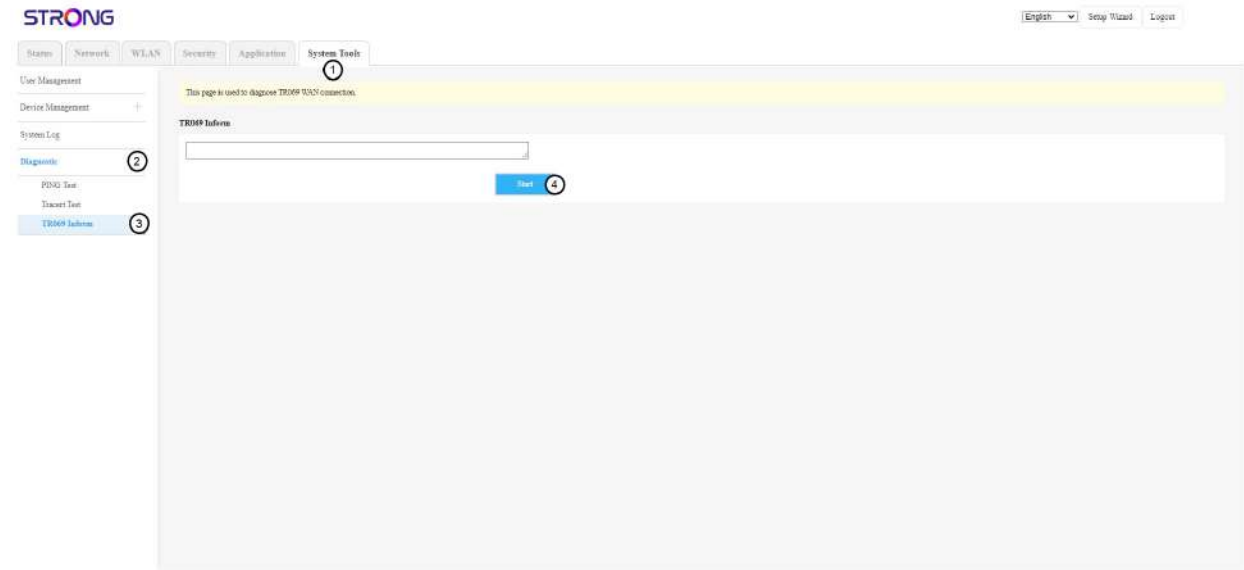 STRONG
English Setup Wizard Logout
Status Network WLAN Security Application System Tools
1
User Management
This page is used to diagnose TR069 WAN connection.
Device Management +
TR069 Inform
System Log
Diagnostic 2
PING Test
Start 4
Tracert Test
TR069 Inform 3